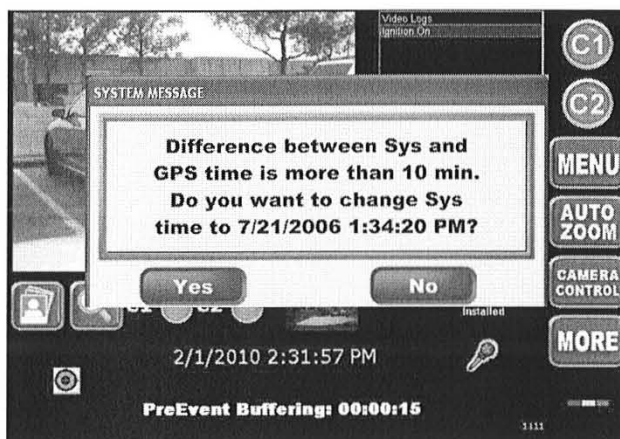 Video Logs
Ignition On
C1
C2
SYSTEM MESSAGE
Difference between Sys and
GPS time is more than 10 min.
Do you want to change Sys
time to 7/21/2006 1:34:20 PM?
Yes
No
MENU
AUTO
ZOOM
CAMERA
CONTROL
MORE
C1
C2
Installed
2/1/2010 2:31:57 PM
PreEvent Buffering: 00:00:15